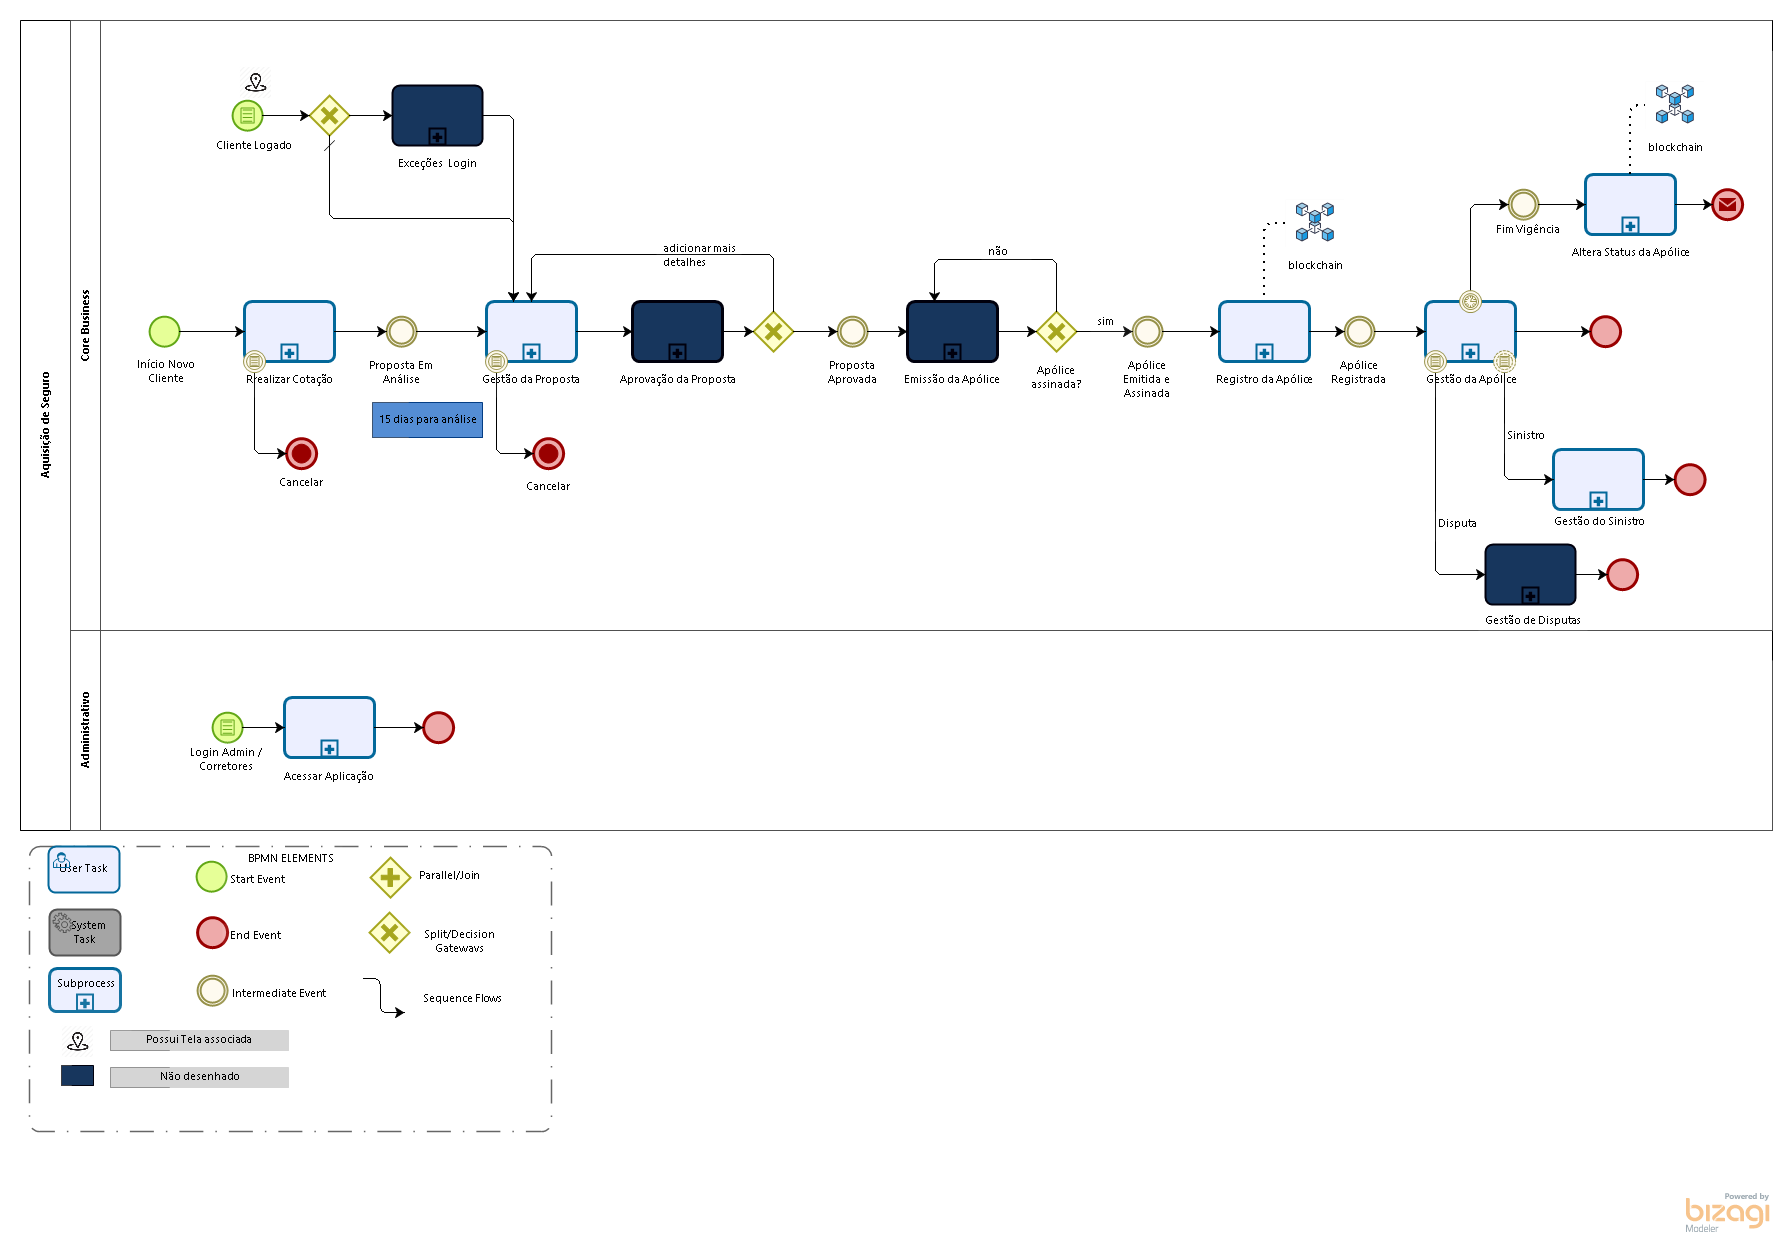 Aquisição de Seguro
Core Business
Cliente Logado
Exceções  Login
blockchain
Fim Vigência
Altera Status da Apólice
blockchain
adicionar mais
detalhes
não
sim
Início Novo
Cliente
Rrealizar Cotação
Proposta Em
Análise
Gestão da Proposta
Aprovação da Proposta
Proposta
Aprovada
Emissão da Apólice
Apólice
assinada?
Apólice
Emitida e
Assinada
Registro da Apólice
Apólice
Registrada
Gestão da Apólice
15 dias para análise
Cancelar
Cancelar
Sinistro
Gestão do Sinistro
Disputa
Gestão de Disputas
Administrativo
Login Admin /
Corretores
Acessar Aplicação
BPMN ELEMENTS
User Task
Start Event
Parallel/Join
System
Task
End Event
Split/Decision
Gateways
Subprocess
Intermediate Event
Sequence Flows
Possui Tela associada
Não desenhado
Powered by
bizagi
Modeler